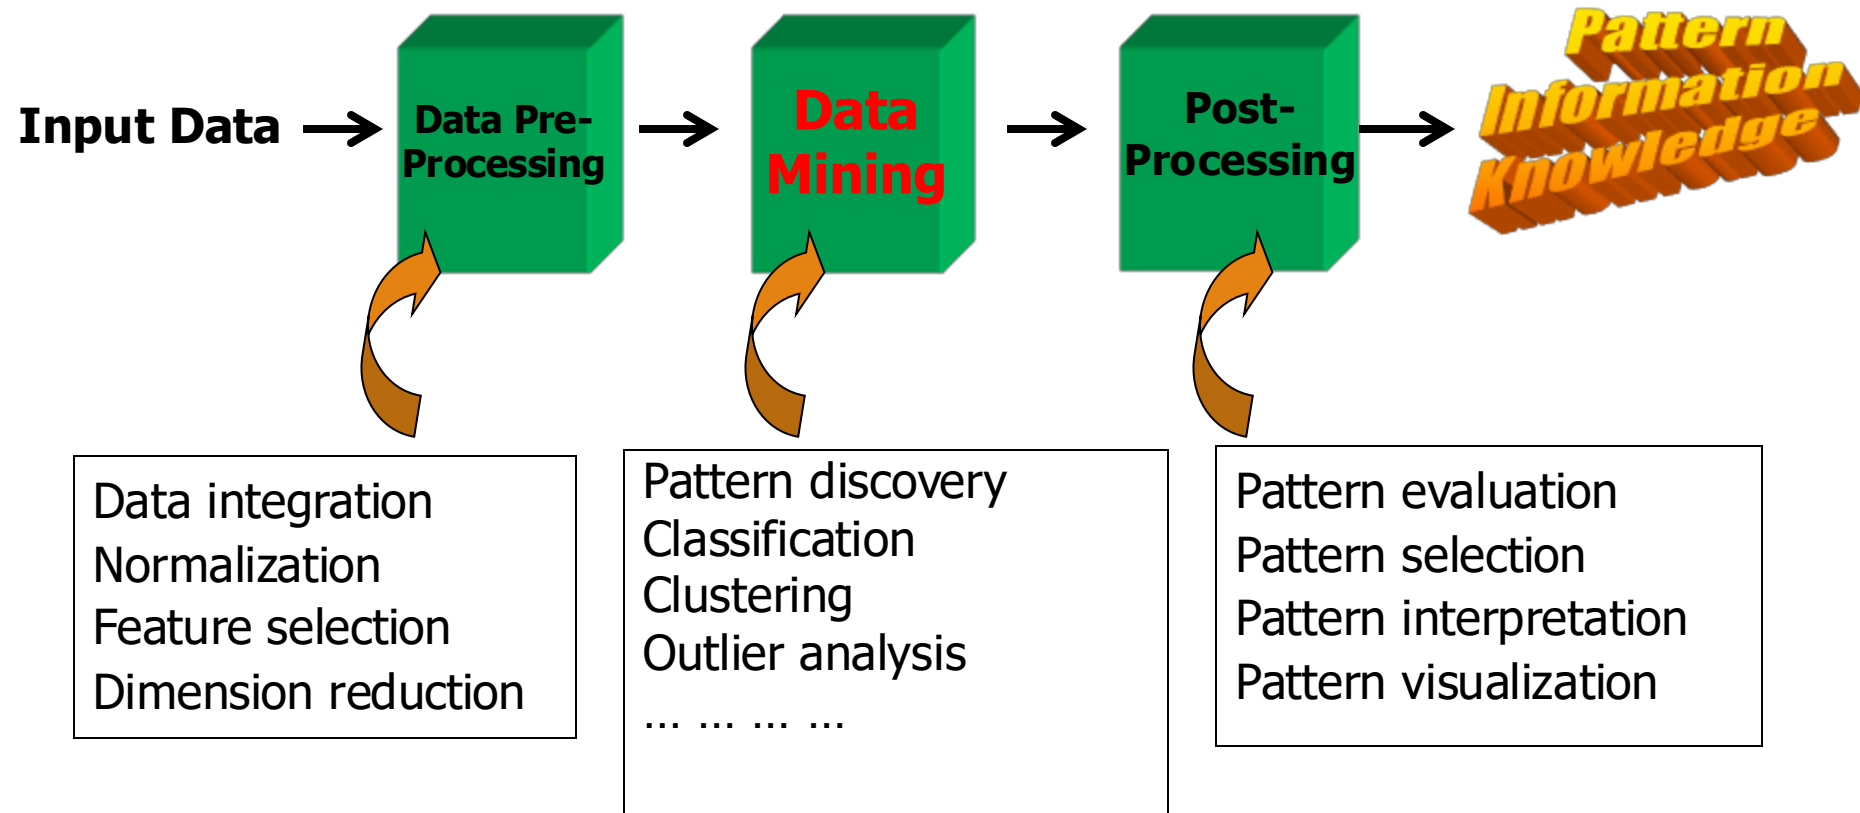 Input Data
Data Pre-
Processing
Data
Mining
Post-
Processing
Pattern
Information
Knowledge
Data integration
Normalization
Feature selection
Dimension reduction
Pattern discovery
Classification
Clustering
Outlier analysis
… … … …
Pattern evaluation
Pattern selection
Pattern interpretation
Pattern visualization